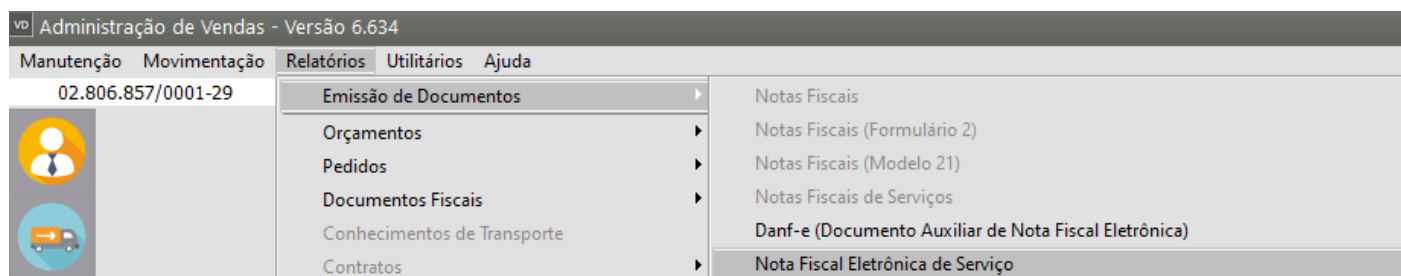 VD Administração de Vendas - Versão 6.634
Manutenção Movimentação Relatórios Utilitários Ajuda
02.806.857/0001-29
Emissão de Documentos
Orçamentos
Pedidos
Documentos Fiscais
Conhecimentos de Transporte
Contratos
Notas Fiscais
Notas Fiscais (Formulário 2)
Notas Fiscais (Modelo 21)
Notas Fiscais de Serviços
Danf-e (Documento Auxiliar de Nota Fiscal Eletrônica)
Nota Fiscal Eletrônica de Serviço